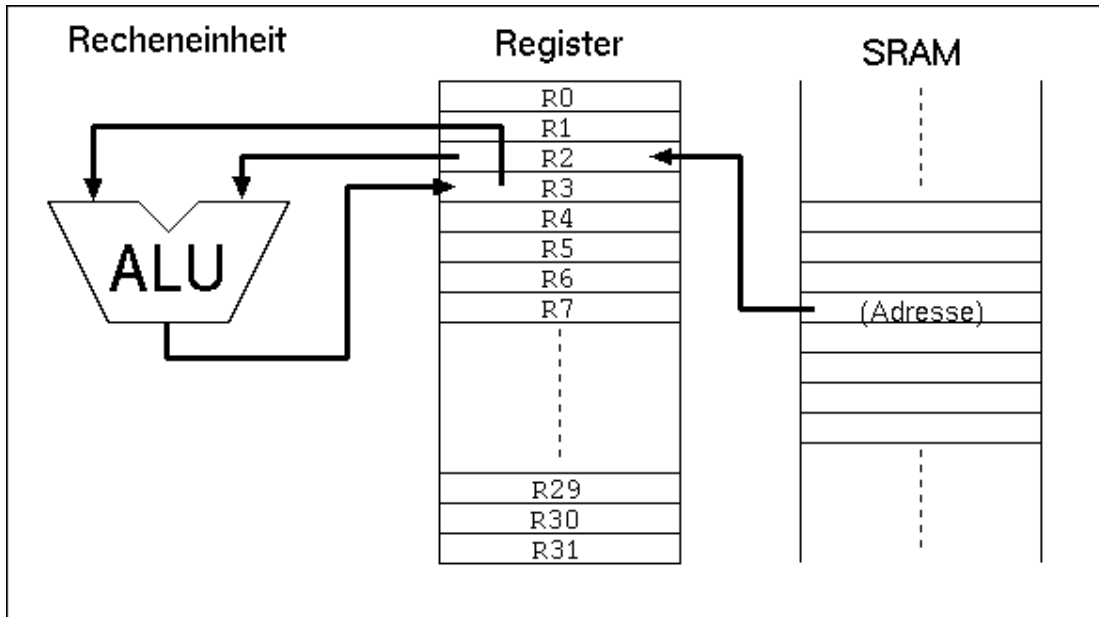 Recheneinheit
Register
SRAM
R0
R1
R2
R3
R4
R5
R6
R7
R29
R30
R31
ALU
(Adresse)